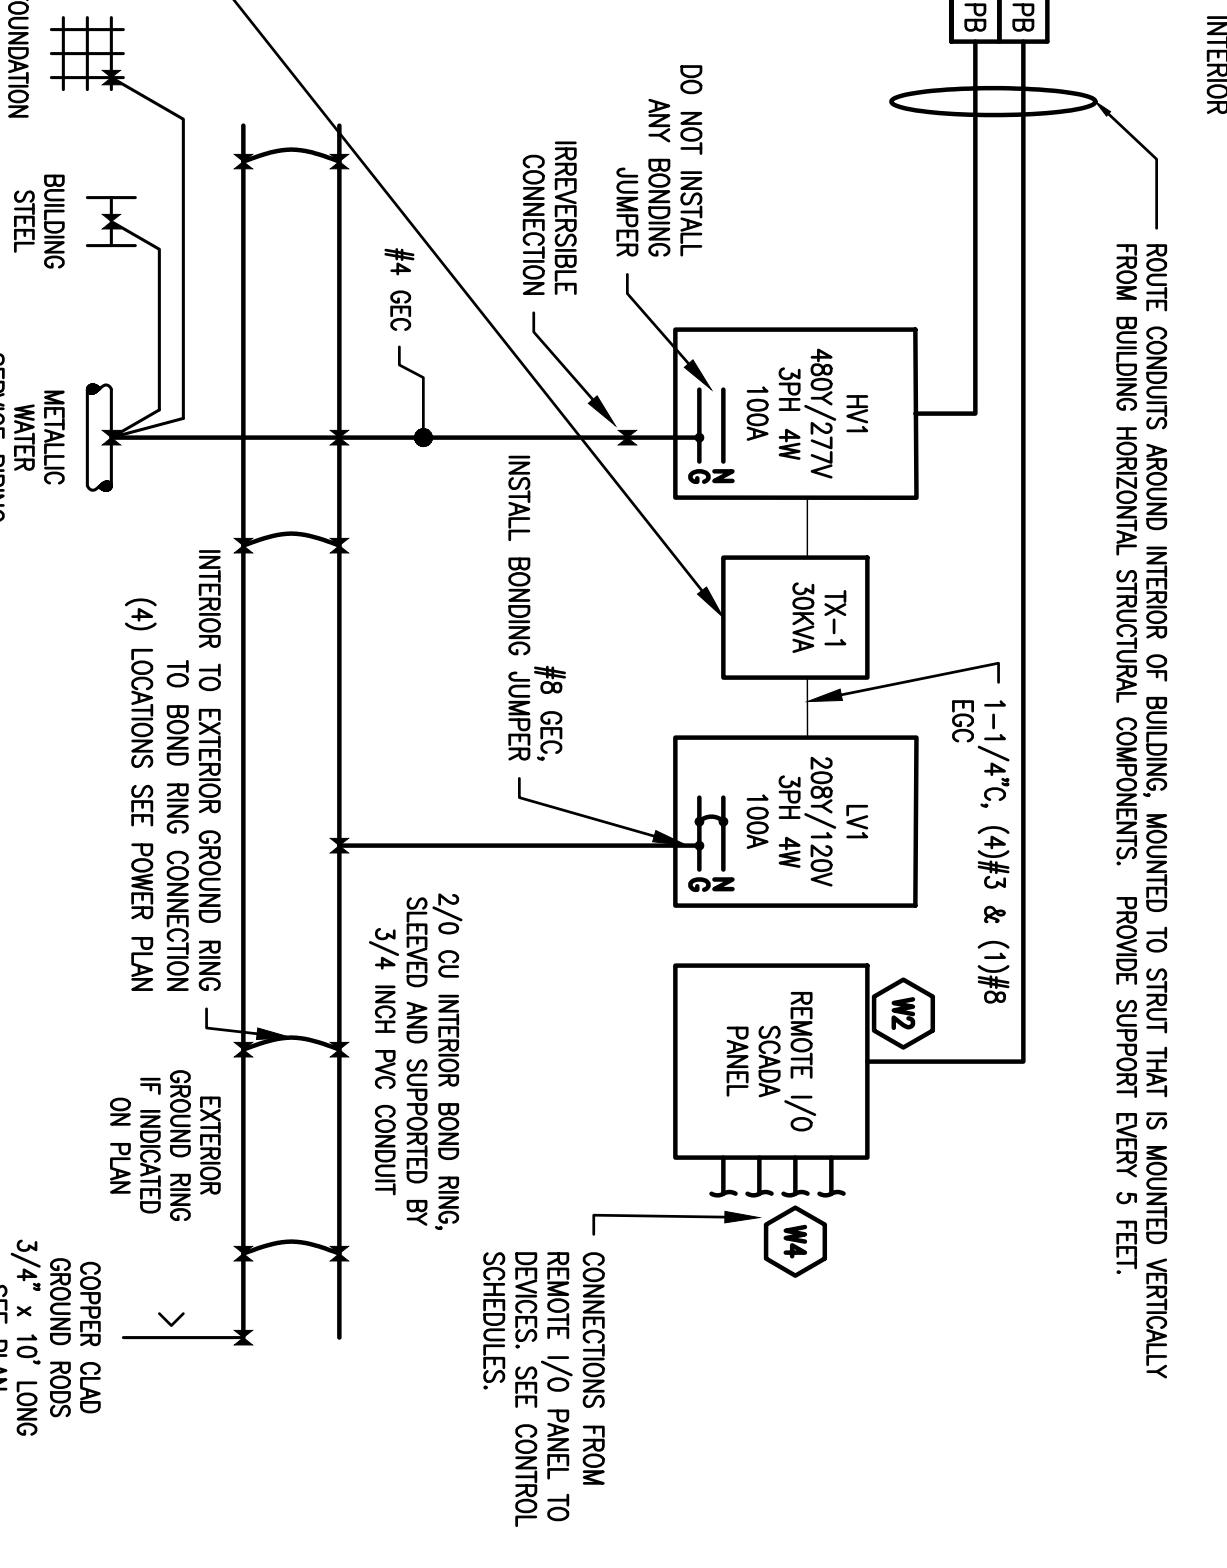 INTERIOR
PB
PB
ROUTE CONDUITS AROUND INTERIOR OF BUILDING, MOUNTED TO STRUT THAT IS MOUNTED VERTICALLY
FROM BUILDING HORIZONTAL STRUCTURAL COMPONENTS. PROVIDE SUPPORT EVERY 5 FEET.
DO NOT INSTALL
ANY BONDING
JUMPER
IRREVERSIBLE
CONNECTION
#4 GEC
HV1
480Y/277V
3PH 4W
100A
N
G
TX-1
30KVA
1-1/4"C, (4)#3 & (1)#8
EGC
LV1
208Y/120V
3PH 4W
100A
N
G
#8 GEC,
INSTALL BONDING JUMPER
W2
REMOTE I/O
SCADA
PANEL
W4
CONNECTIONS FROM
REMOTE I/O PANEL TO
DEVICES. SEE CONTROL
SCHEDULES.
2/0 CU INTERIOR BOND RING,
SLEEVED AND SUPPORTED BY
3/4 INCH PVC CONDUIT
INTERIOR TO EXTERIOR GROUND RING
TO BOND RING CONNECTION
(4) LOCATIONS SEE POWER PLAN
EXTERIOR
GROUND RING
IF INDICATED
ON PLAN
COPPER CLAD
GROUND RODS
3/4" x 10' LONG
SEE PLAN
OUNDATION
BUILDING
STEEL
METALLIC
WATER
SERVICE PIPING